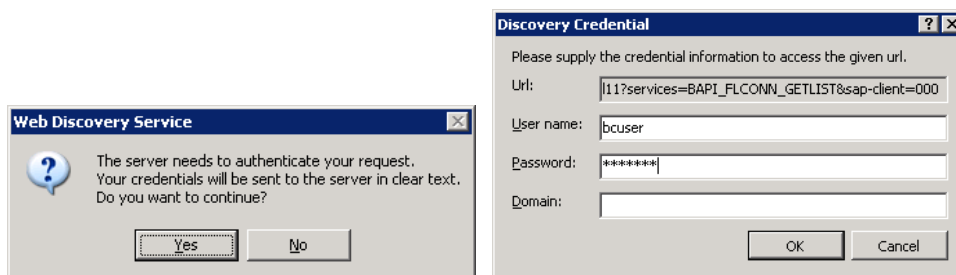 Web Discovery Service
The server needs to authenticate your request.
Your credentials will be sent to the server in clear text.
Do you want to continue?
Yes
No
Discovery Credential
Please supply the credential information to access the given url.
Url: l11?services=BAPI_FLCONN_GETLIST&sap-client=000
User name: bcuser
Password: *******
Domain:
OK
Cancel